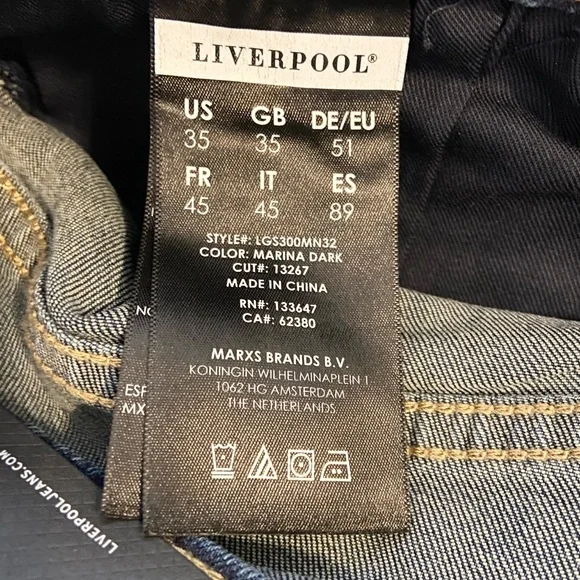 LIVERPOOL®
US GB DE/EU
35 35 51
FR IT ES
45 45 89
STYLE#: LGS300MN32
COLOR: MARINA DARK
CUT#: 13267
MADE IN CHINA
RN#: 133647
CA#: 62380
MARXS BRANDS B.V.
KONINGIN WILHELMINAPLEIN 1
1062 HG AMSTERDAM
THE NETHERLANDS
ESP
MX
LIVERPOOLJEANS.COM